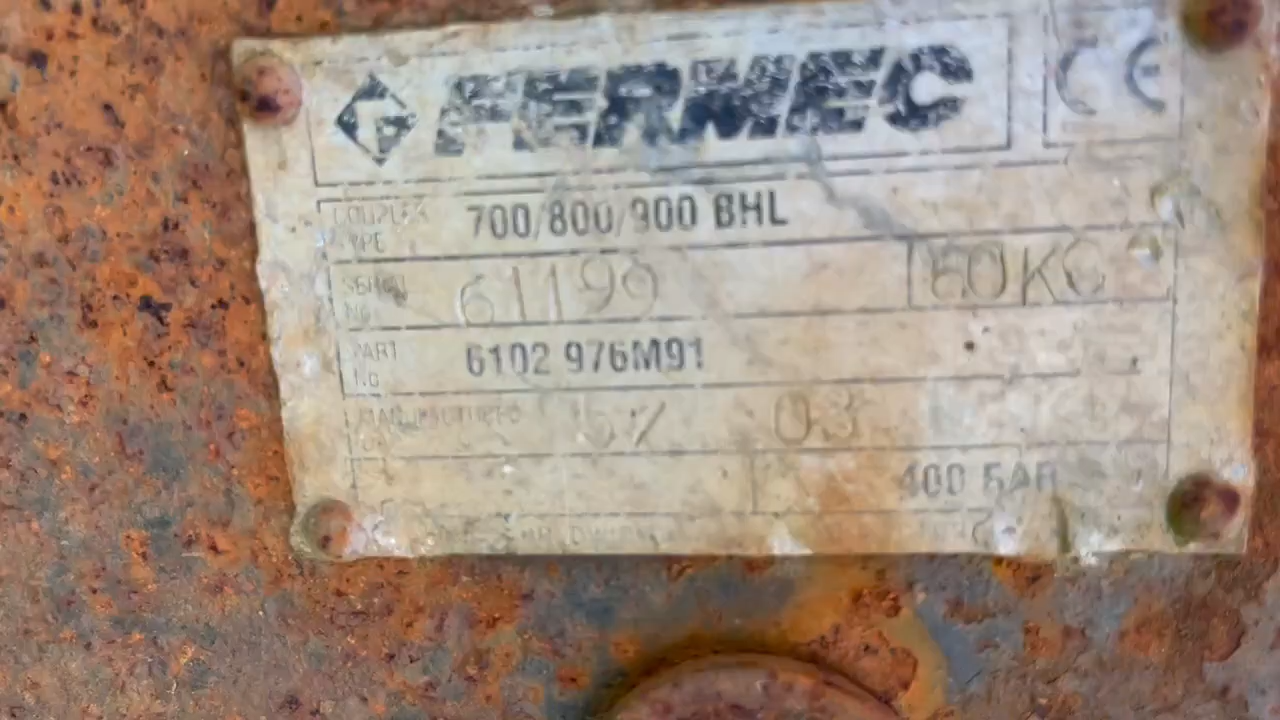 FERMEC CE
COUPLER TYPE 700/800/900 BHL
SERIAL No. 61199 60KG
PART No 6102 976M91
MANUFACTURED 03
400 BAR